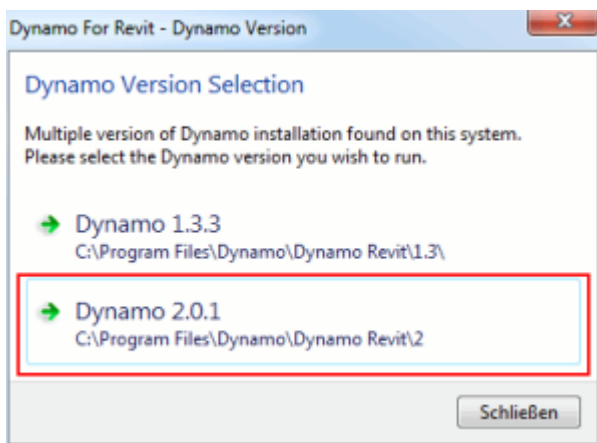 Dynamo For Revit - Dynamo Version
Dynamo Version Selection
Multiple version of Dynamo installation found on this system.
Please select the Dynamo version you wish to run.
Dynamo 1.3.3
C:\Program Files\Dynamo\Dynamo Revit\1.3\
Dynamo 2.0.1
C:\Program Files\Dynamo\Dynamo Revit\2
Schließen